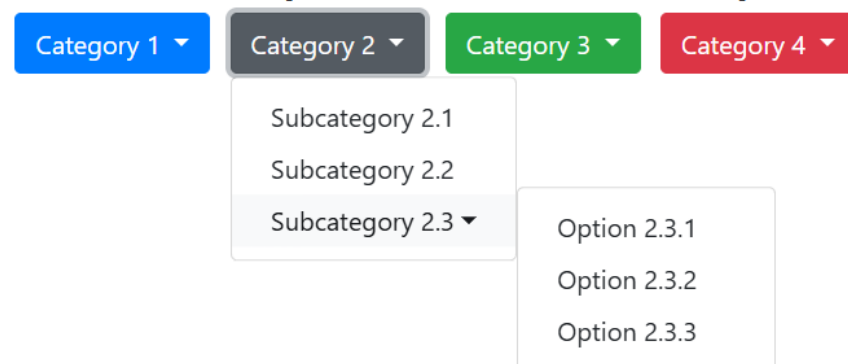 Category 1
Category 2
Category 3
Category 4
Subcategory 2.1
Subcategory 2.2
Subcategory 2.3
Option 2.3.1
Option 2.3.2
Option 2.3.3